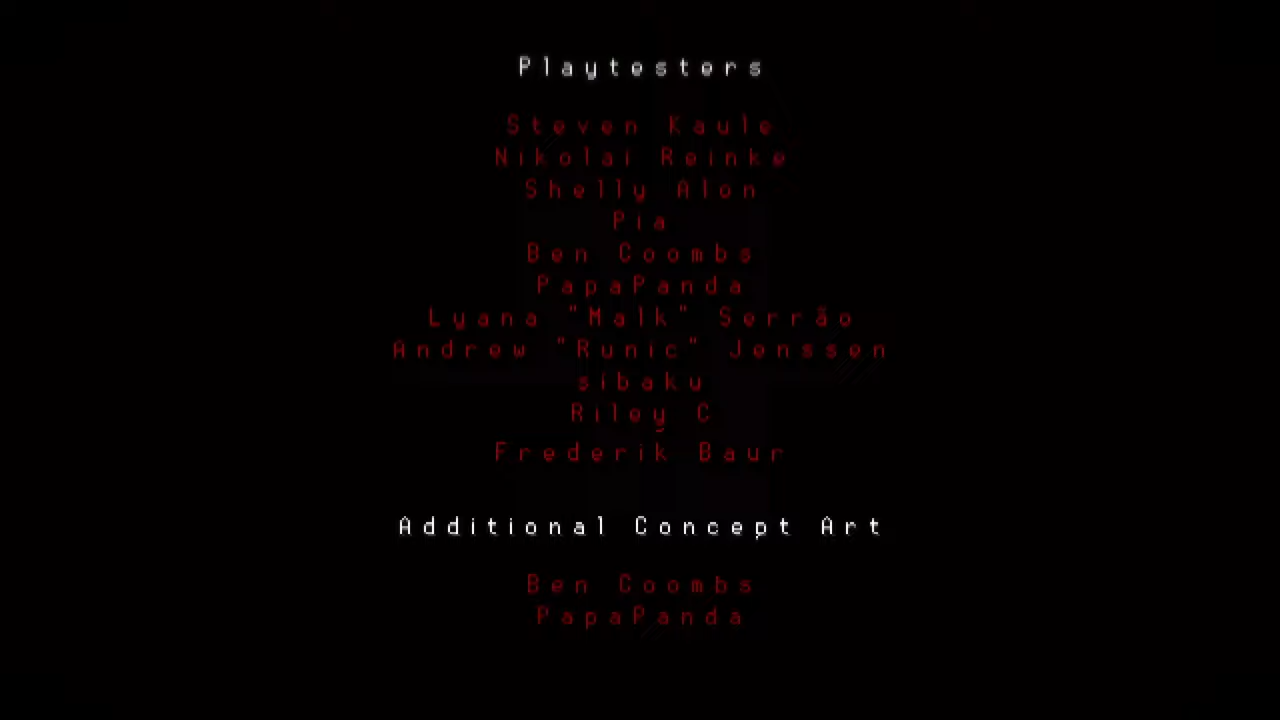 Playtesters
Steven Kaule
Nikolai Reinke
Shelly Alon
Pia
Ben Coombs
PapaPanda
Lyana "Malk" Serrão
Andrew "Runic" Jenssen
sibaku
Riley C
Frederik Baur
Additional Concept Art
Ben Coombs
PapaPanda